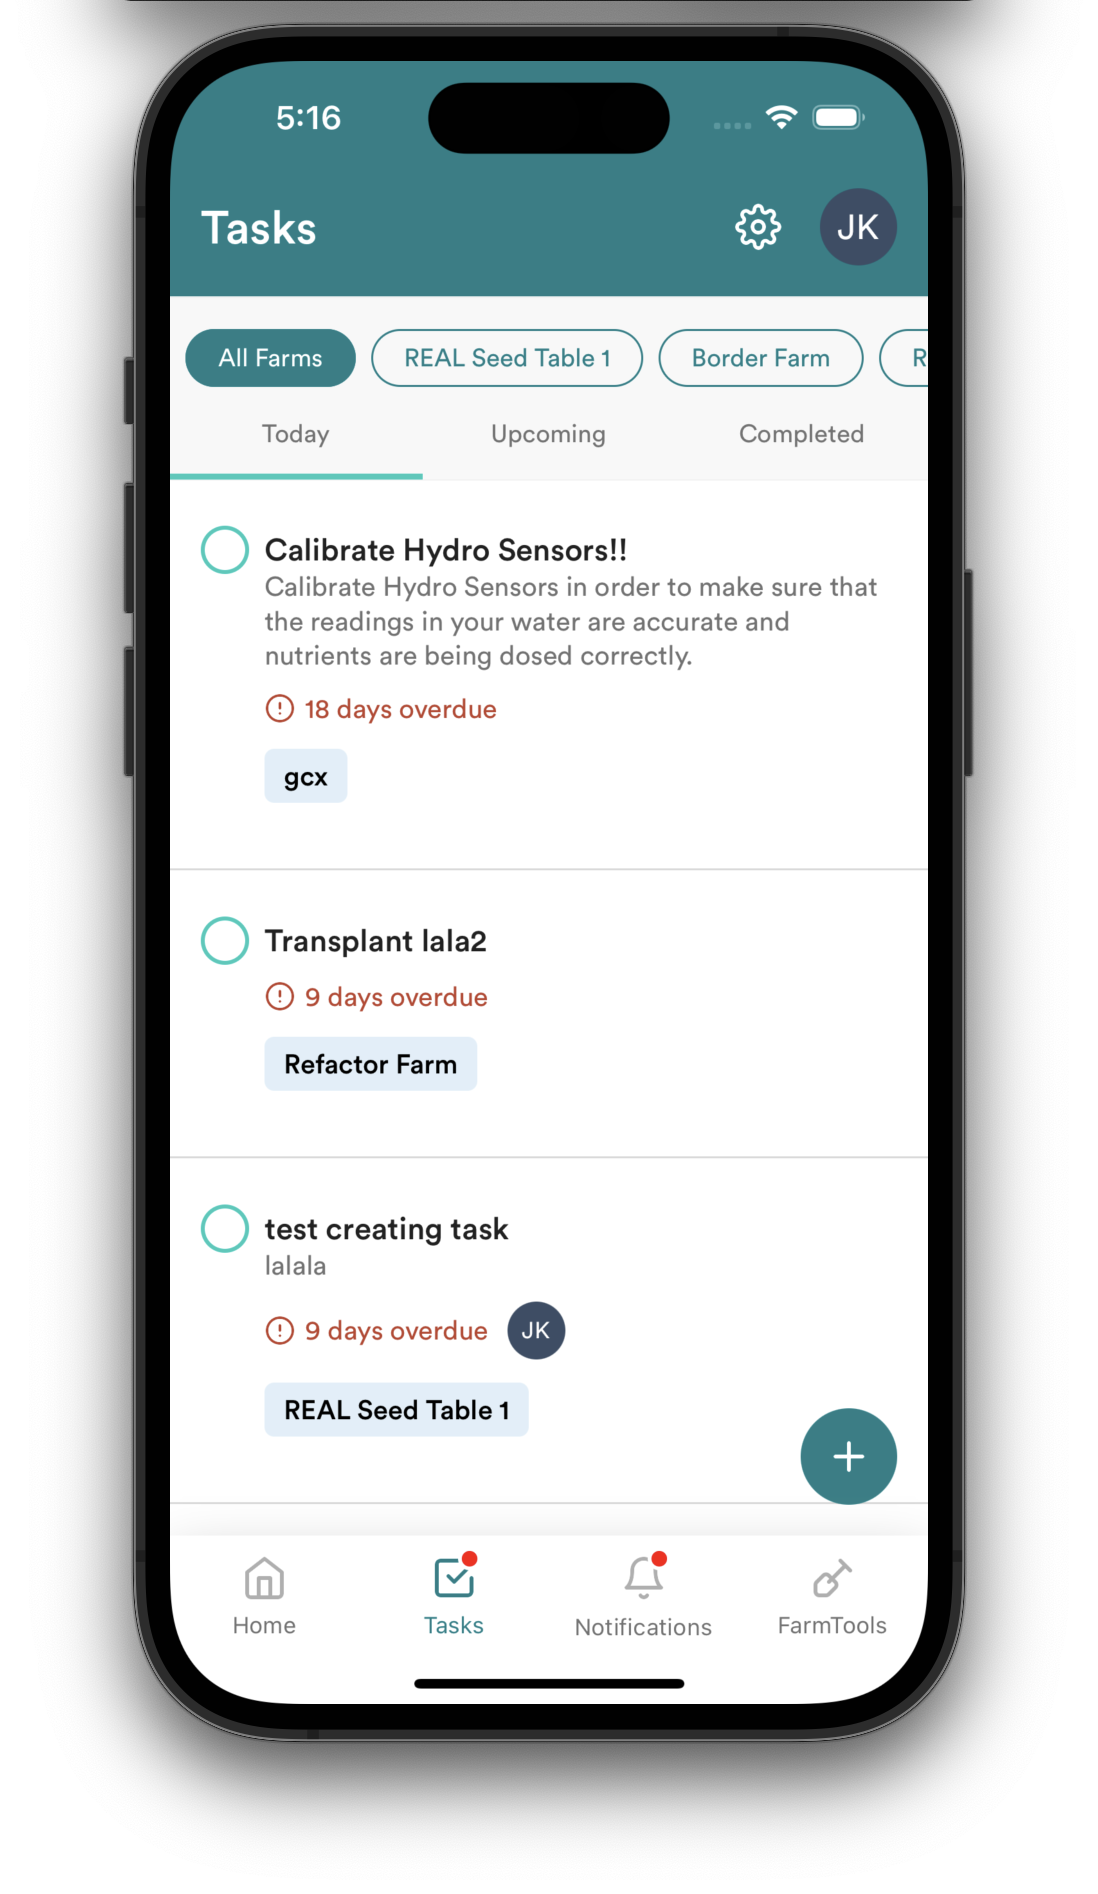 5:16
Tasks
JK
All Farms
REAL Seed Table 1
Border Farm
R
Today
Upcoming
Completed
Calibrate Hydro Sensors!!
Calibrate Hydro Sensors in order to make sure that
the readings in your water are accurate and
nutrients are being dosed correctly.
18 days overdue
gcx
Transplant lala2
9 days overdue
Refactor Farm
test creating task
lalala
9 days overdue
JK
REAL Seed Table 1
Home
Tasks
Notifications
FarmTools